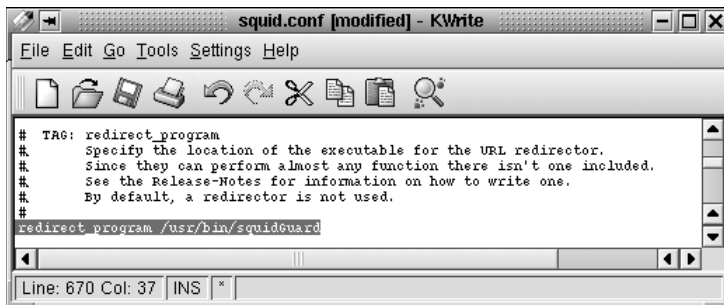 squid.conf [modified] - KWrite
File Edit Go Tools Settings Help
# TAG: redirect_program
# Specify the location of the executable for the URL redirector.
# Since they can perform almost any function there isn't one included.
# See the Release-Notes for information on how to write one.
# By default, a redirector is not used.
#
redirect_program /usr/bin/squidGuard
Line: 670 Col: 37 INS *